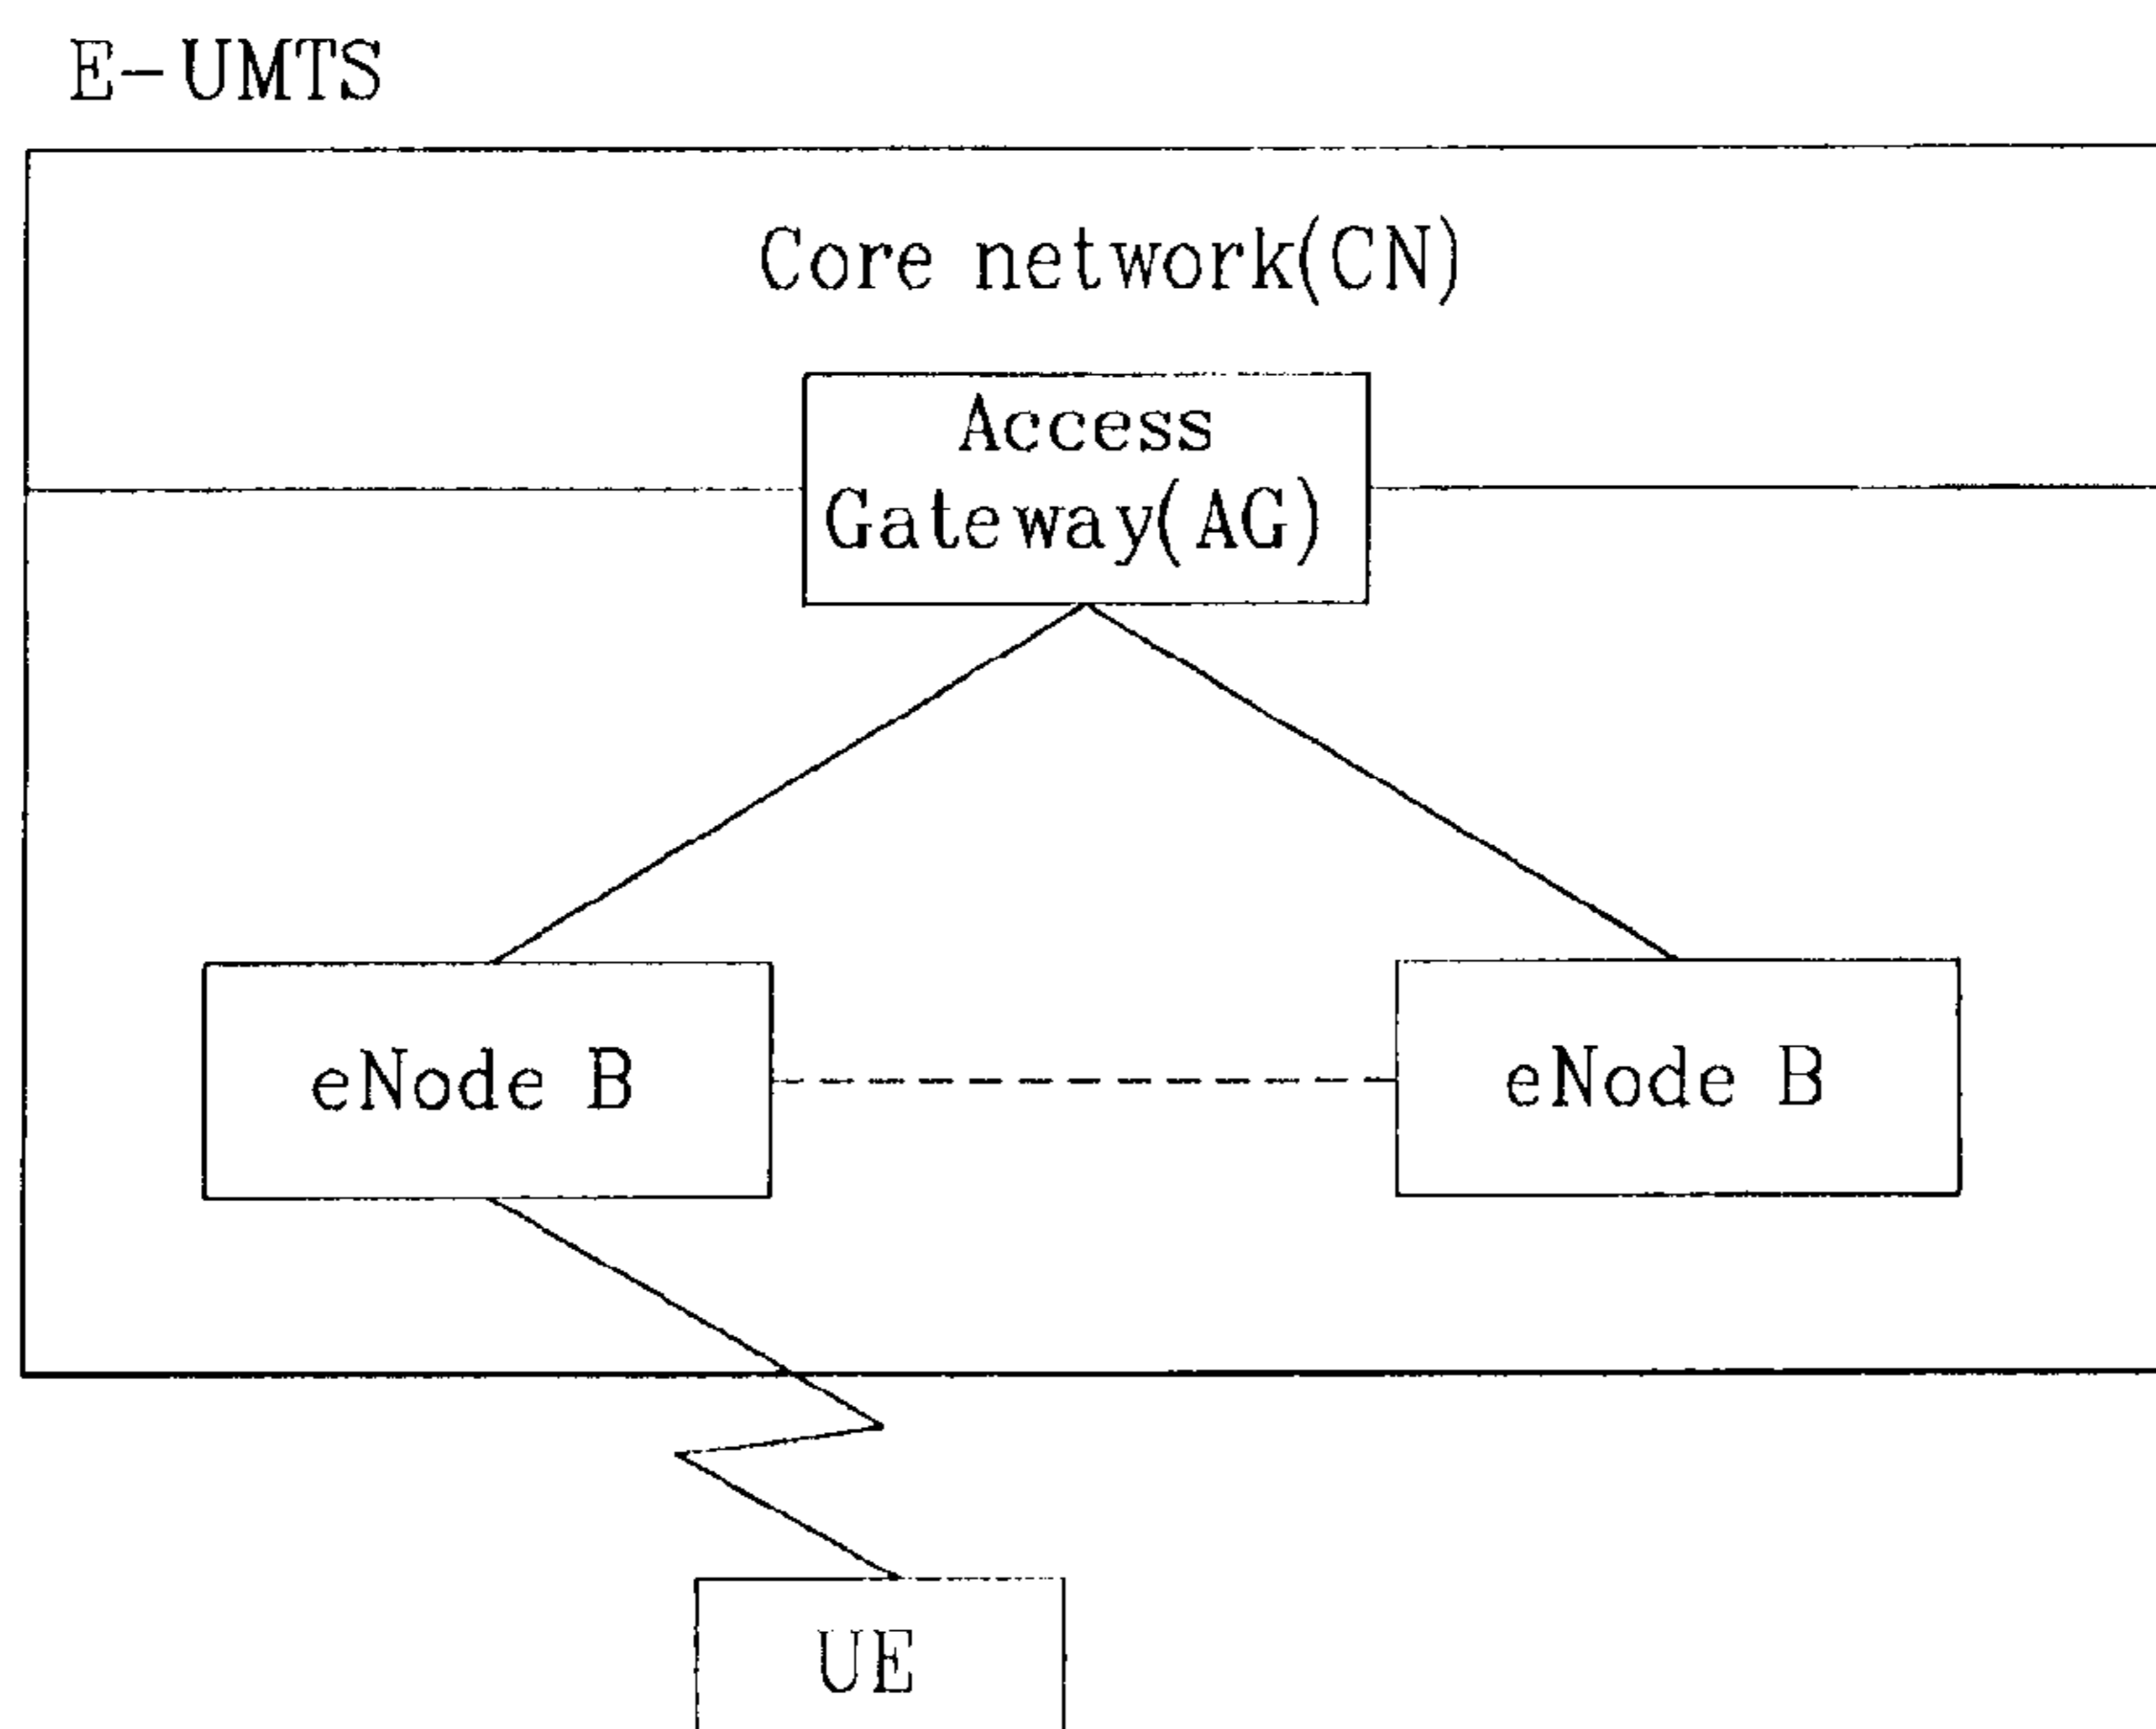 E-UMTS
Core network(CN)
Access
Gateway(AG)
eNode B
eNode B
UE